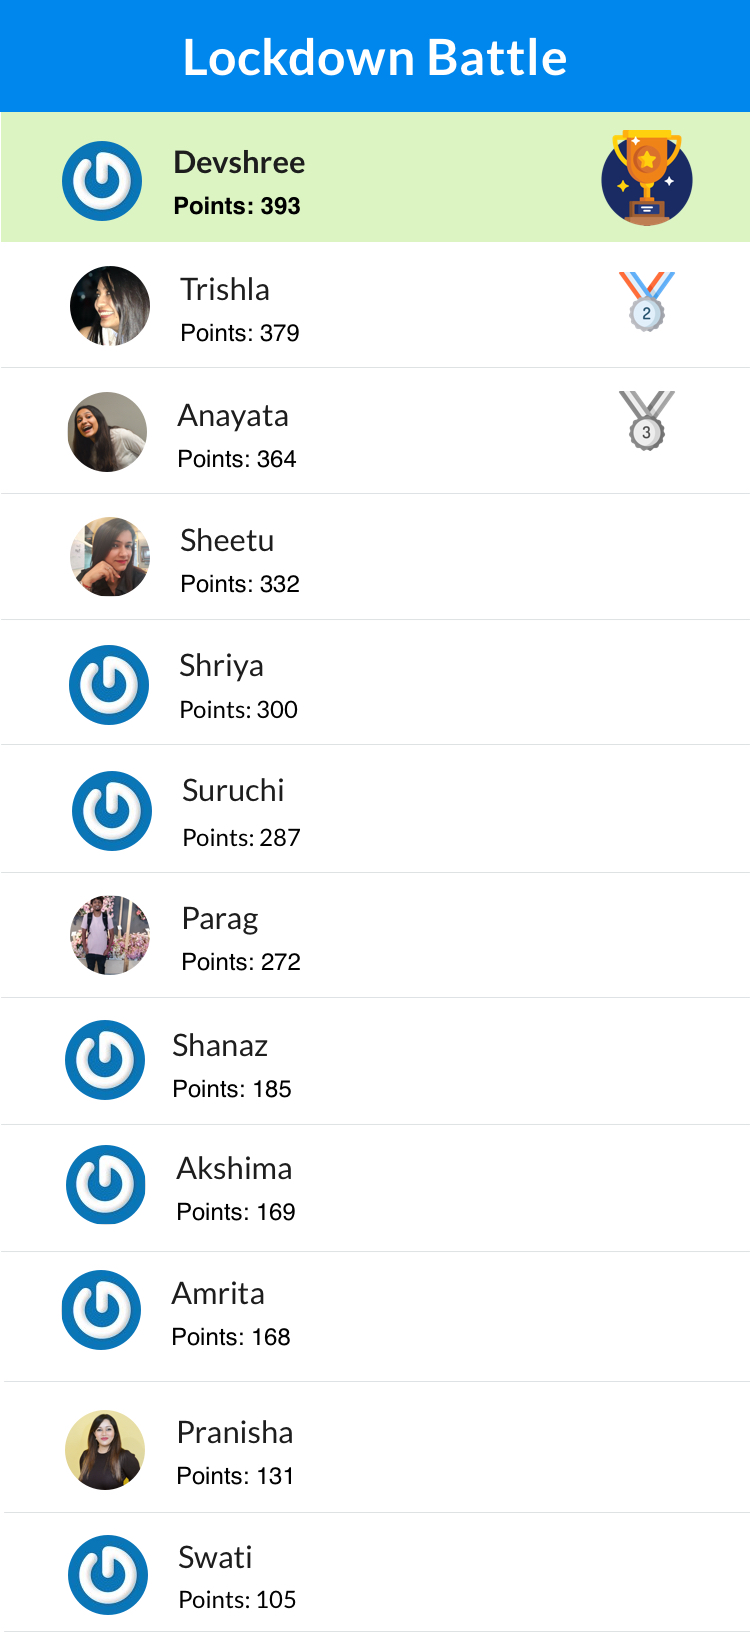 Lockdown Battle
Devshree
Points: 393
Trishla
Points: 379
2
Anayata
Points: 364
3
Sheetu
Points: 332
Shriya
Points: 300
Suruchi
Points: 287
Parag
Points: 272
Shanaz
Points: 185
Akshima
Points: 169
Amrita
Points: 168
Pranisha
Points: 131
Swati
Points: 105